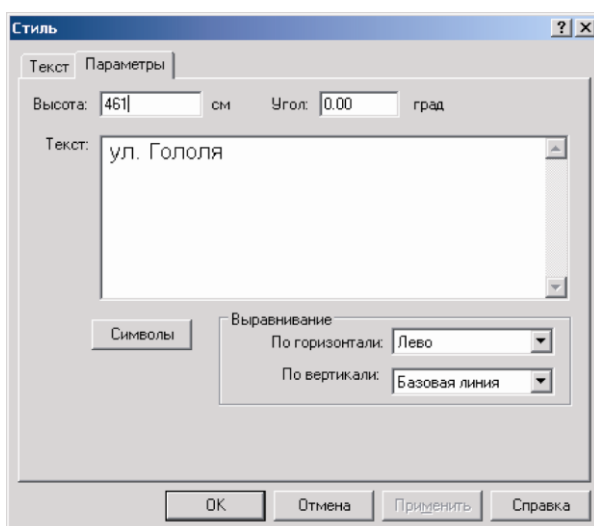 Стиль
Текст Параметры
Высота: 461 см Угол: 0.00 град
Текст: ул. Гололя
Символы
Выравнивание
По горизонтали: Лево
По вертикали: Базовая линия
OK Отмена Применить Справка